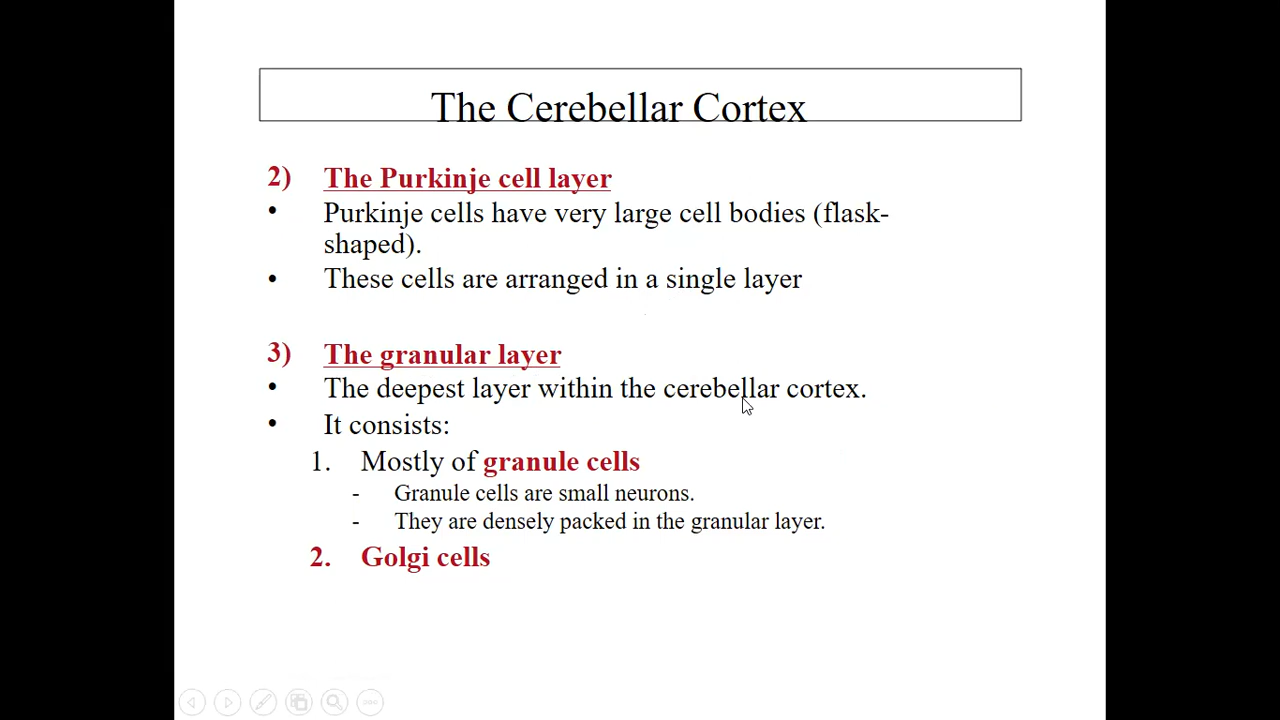 The Cerebellar Cortex
2) The Purkinje cell layer
• Purkinje cells have very large cell bodies (flask-
shaped).
• These cells are arranged in a single layer
3) The granular layer
• The deepest layer within the cerebellar cortex.
• It consists:
1. Mostly of granule cells
- Granule cells are small neurons.
- They are densely packed in the granular layer.
2. Golgi cells